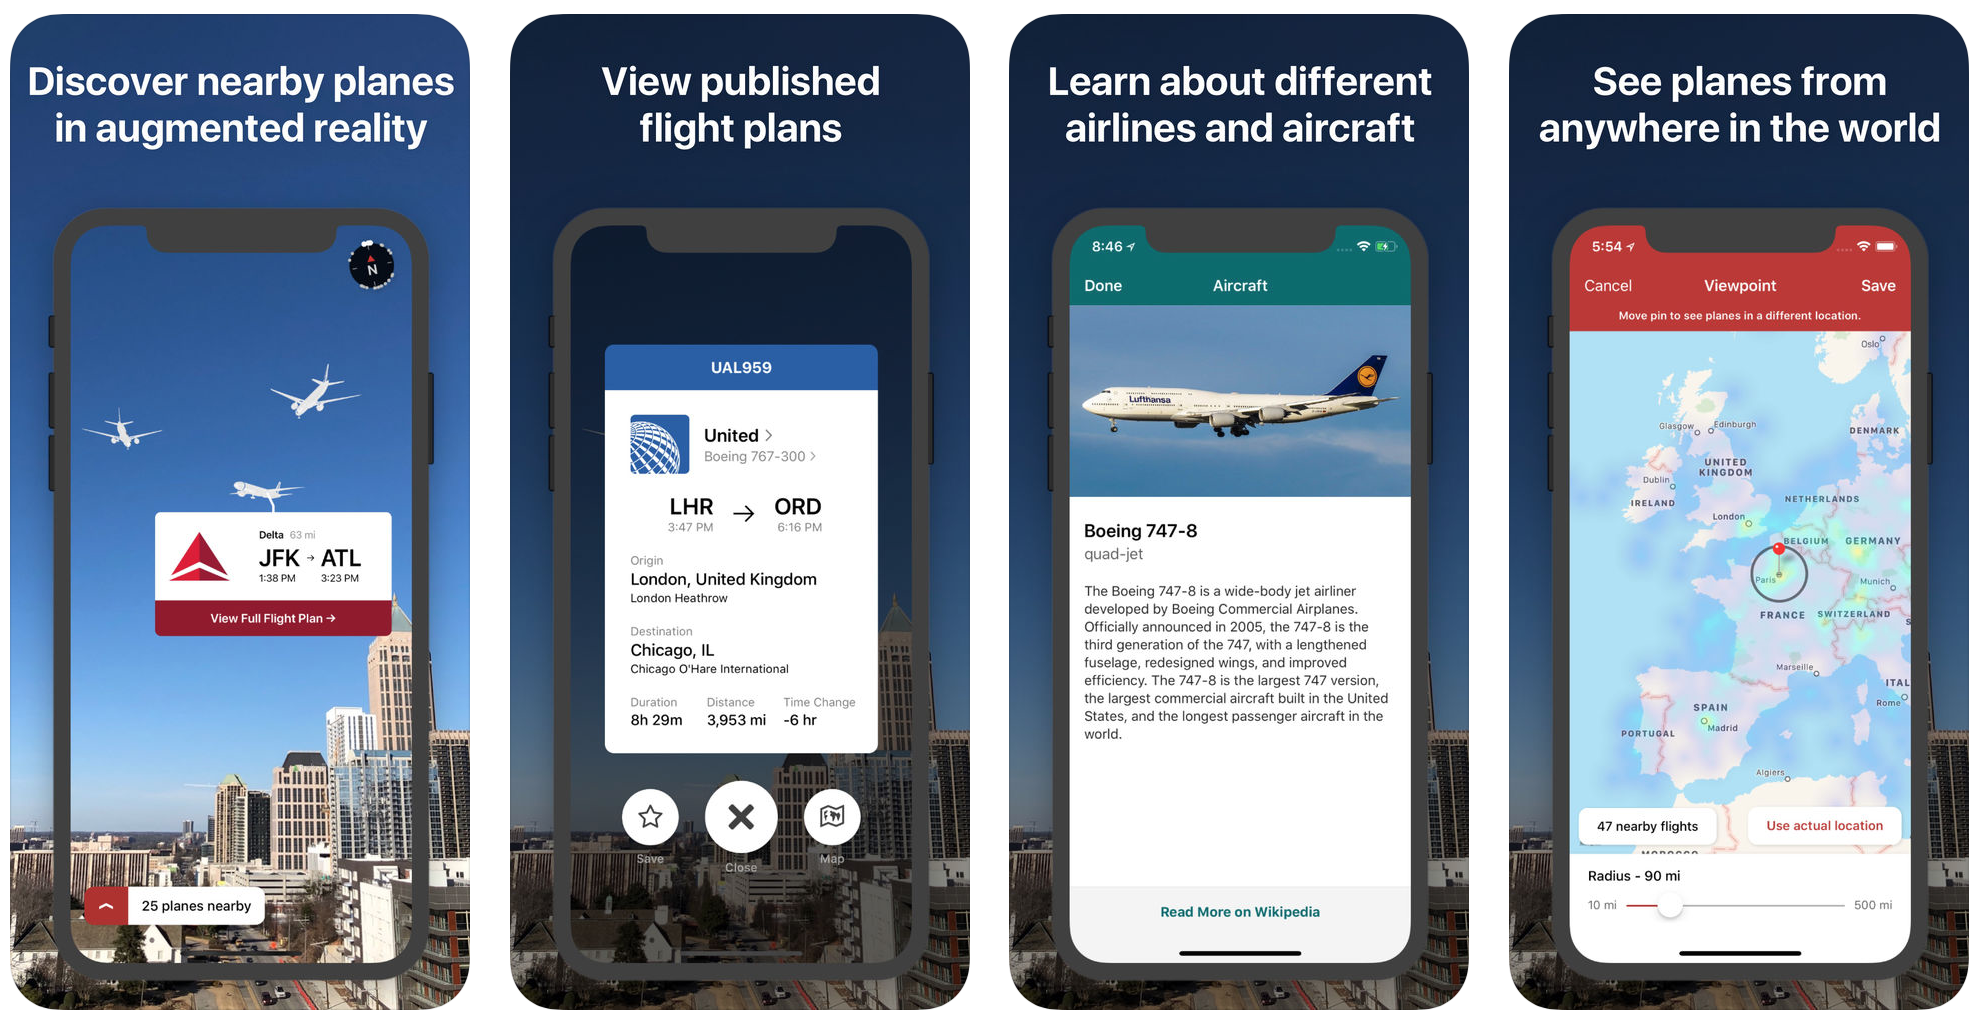 Discover nearby planes
in augmented reality
N
Delta 63 mi
JFK → ATL
1:38 PM 3:23 PM
View Full Flight Plan →
25 planes nearby
View published
flight plans
UAL959
United >
Boeing 767-300 >
LHR → ORD
3:47 PM 6:16 PM
Origin
London, United Kingdom
London Heathrow
Destination
Chicago, IL
Chicago O'Hare International
Duration Distance Time Change
8h 29m 3,953 mi -6 hr
Save Close Map
Learn about different
airlines and aircraft
8:46
Done Aircraft
Lufthansa
Boeing 747-8
quad-jet
The Boeing 747-8 is a wide-body jet airliner
developed by Boeing Commercial Airplanes.
Officially announced in 2005, the 747-8 is the
third generation of the 747, with a lengthened
fuselage, redesigned wings, and improved
efficiency. The 747-8 is the largest 747 version,
the largest commercial aircraft built in the United
States, and the longest passenger aircraft in the
world.
Read More on Wikipedia
See planes from
anywhere in the world
5:54
Cancel Viewpoint Save
Move pin to see planes in a different location.
Oslo
Glasgow Edinburgh
DENMARK
UNITED
KINGDOM
Dublin
IRELAND
NETHERLANDS
London
BELGIUM GERMANY
Paris
Munich
FRANCE SWITZERLAND
Marseille
ITAL
Rome
SPAIN
Madrid
PORTUGAL
Algiers
47 nearby flights Use actual location
MOROCCO
Radius - 90 mi
10 mi 500 mi